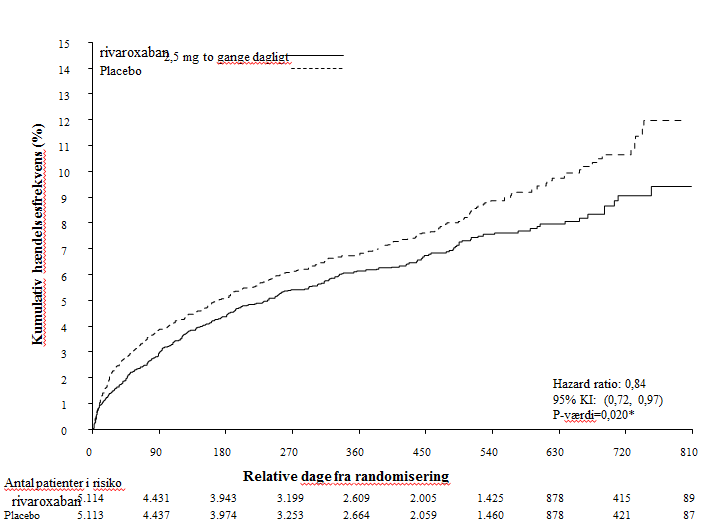 15
14
13
12
11
10
9
8
7
6
5
4
3
2
1
0
Kumulativ hændelsesfrekvens (%)
rivaroxaban 2,5 mg to gange dagligt
Placebo
Hazard ratio: 0,84
95% KI: (0,72, 0,97)
P-værdi=0,020*
0 90 180 270 360 450 540 630 720 810
Relative dage fra randomisering
Antal patienter i risiko
rivaroxaban 5.114 4.431 3.943 3.199 2.609 2.005 1.425 878 415 89
Placebo 5.113 4.437 3.974 3.253 2.664 2.059 1.460 878 421 87